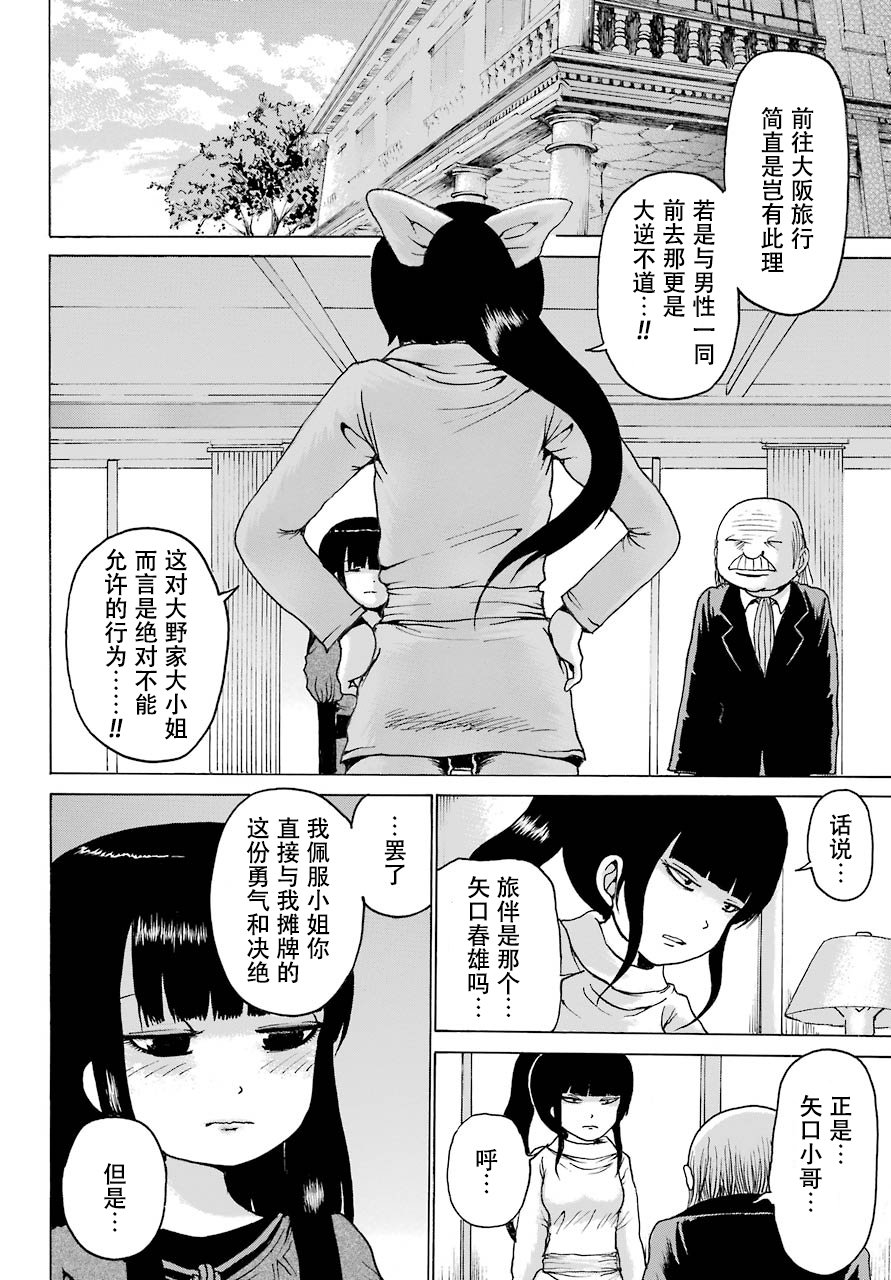 前往大阪旅行
简直是岂有此理
若是与男性一同
前去那更是
大逆不道…!!
这对大野家大小姐
而言是绝对不能
允许的行为……!!
话说…
旅伴是那个…
矢口春雄吗…
正是…
矢口小哥…
呼…
…罢了
我佩服小姐你
直接与我摊牌的
这份勇气和决绝
但是…